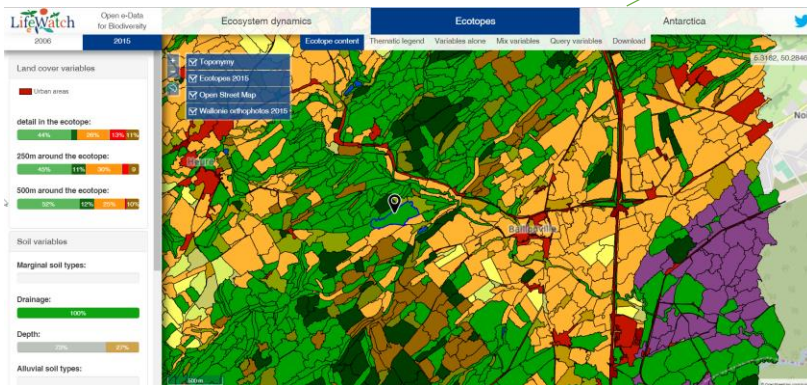 LifeWatch
Open e-Data
for Biodiversity
Ecosystem dynamics
Ecotopes
Antarctica
2006
2015
Ecotope content
Thematic legend
Variables alone
Mix variables
Query variables
Download
Land cover variables
Urban areas
detail in the ecotope:
44%
13%
11%
250m around the ecotope:
11%
30%
9
500m around the ecotope:
52%
12%
25%
10%
Soil variables
Marginal soil types:
Drainage:
100%
Depth:
73%
27%
Alluvial soil types:
+
Toponymy
Ecotopes 2015
Open Street Map
Wallonie orthophotos 2015
500 m